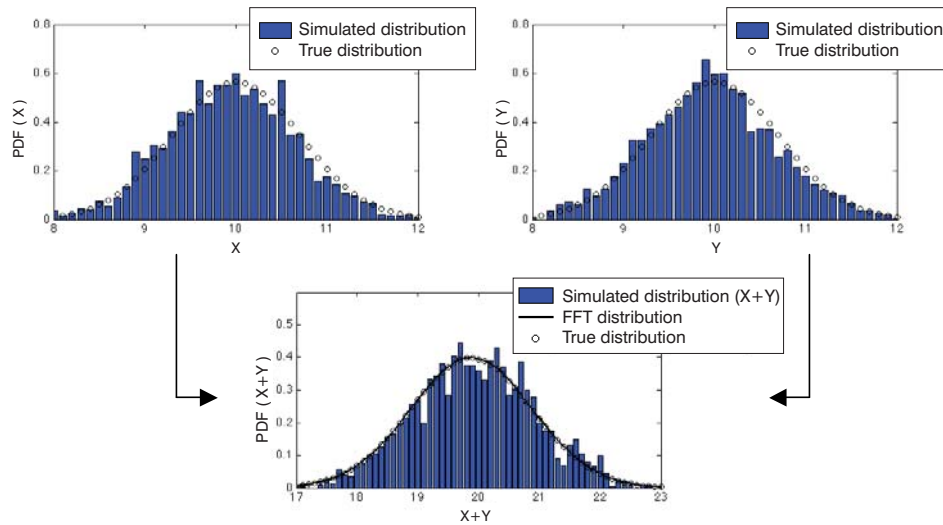 0.8
0.6
0.4
0.2
0
PDF (X)
8 9 10 11 12
X
Simulated distribution
True distribution
0.8
0.6
0.4
0.2
0
PDF (Y)
8 9 10 11 12
Y
Simulated distribution
True distribution
0.5
0.4
0.3
0.2
0.1
0
PDF (X+Y)
17 18 19 20 21 22 23
X+Y
Simulated distribution (X+Y)
FFT distribution
True distribution